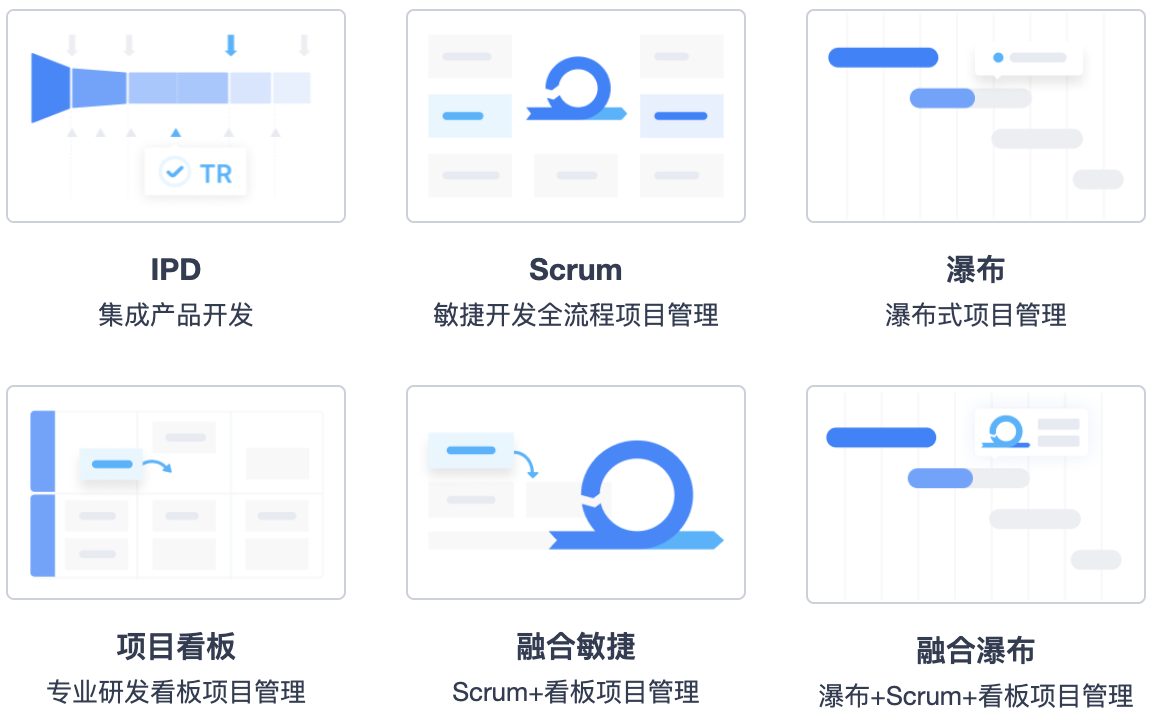 TR
IPD
集成产品开发
Scrum
敏捷开发全流程项目管理
瀑布
瀑布式项目管理
项目看板
专业研发看板项目管理
融合敏捷
Scrum+看板项目管理
融合瀑布
瀑布+Scrum+看板项目管理